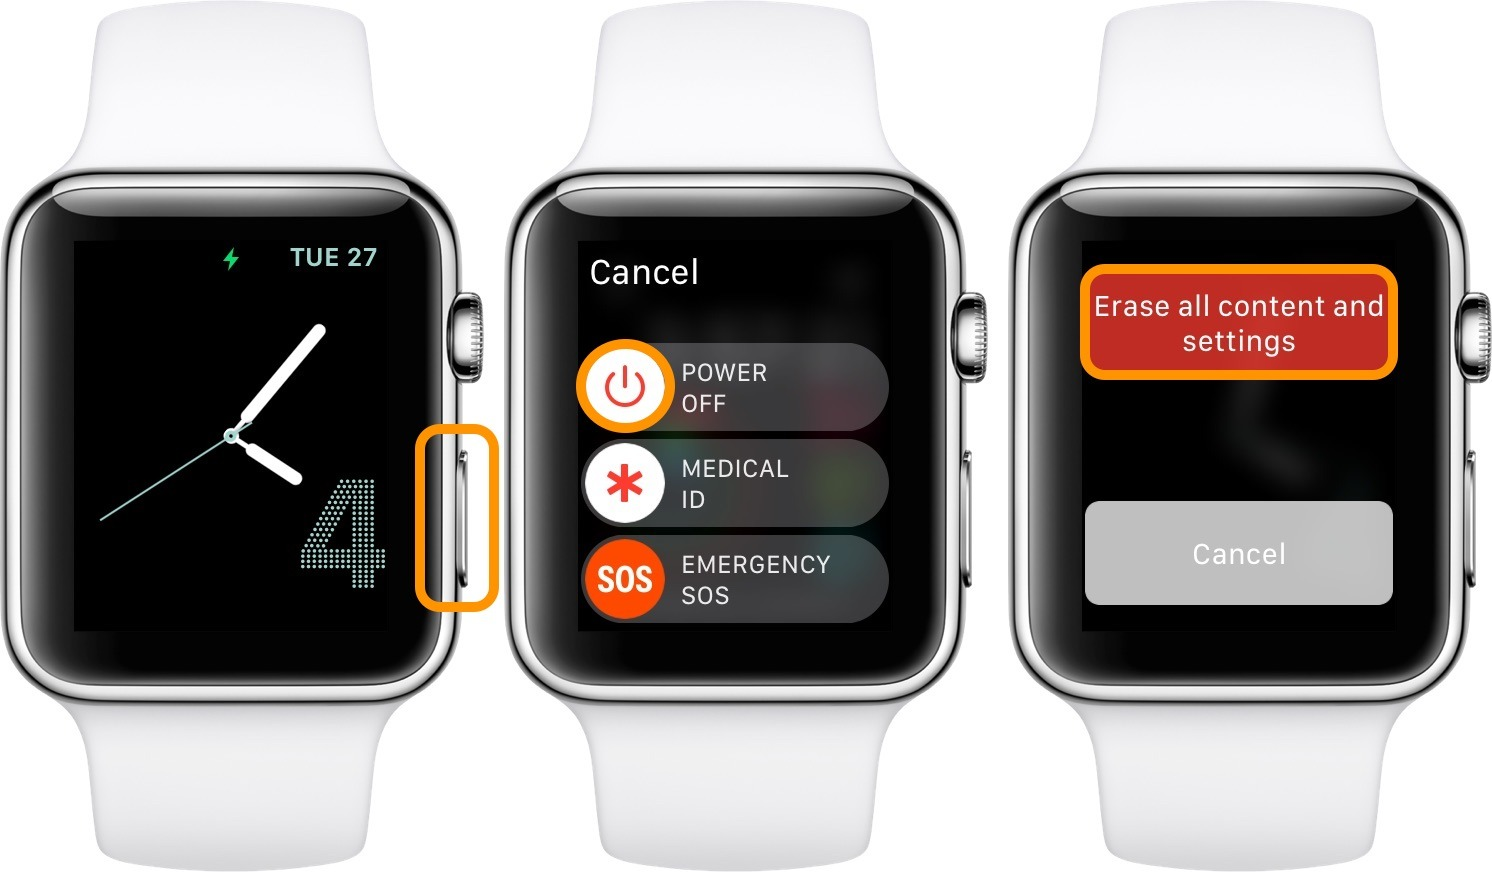 TUE 27
4
Cancel
POWER
OFF
MEDICAL
ID
SOS
EMERGENCY
SOS
Erase all content and
settings
Cancel